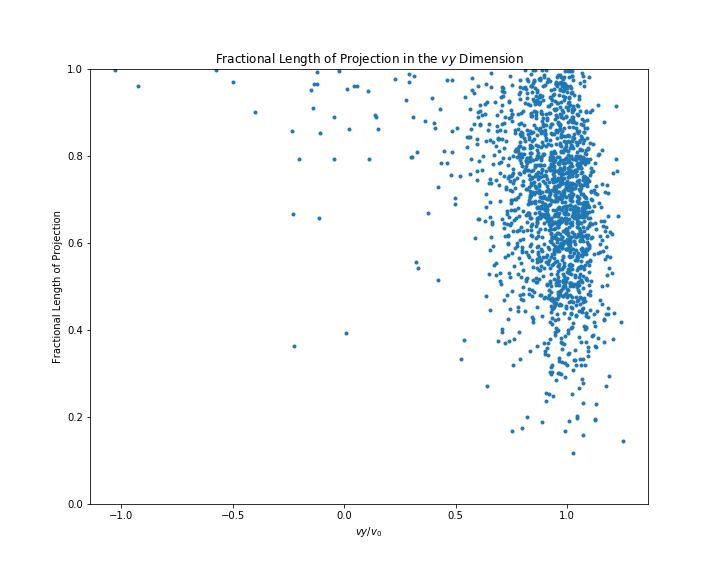 Fractional Length of Projection in the vy Dimension
Fractional Length of Projection
1.0
0.8
0.6
0.4
0.2
0.0
−1.0 −0.5 0.0 0.5 1.0
vy/v₀